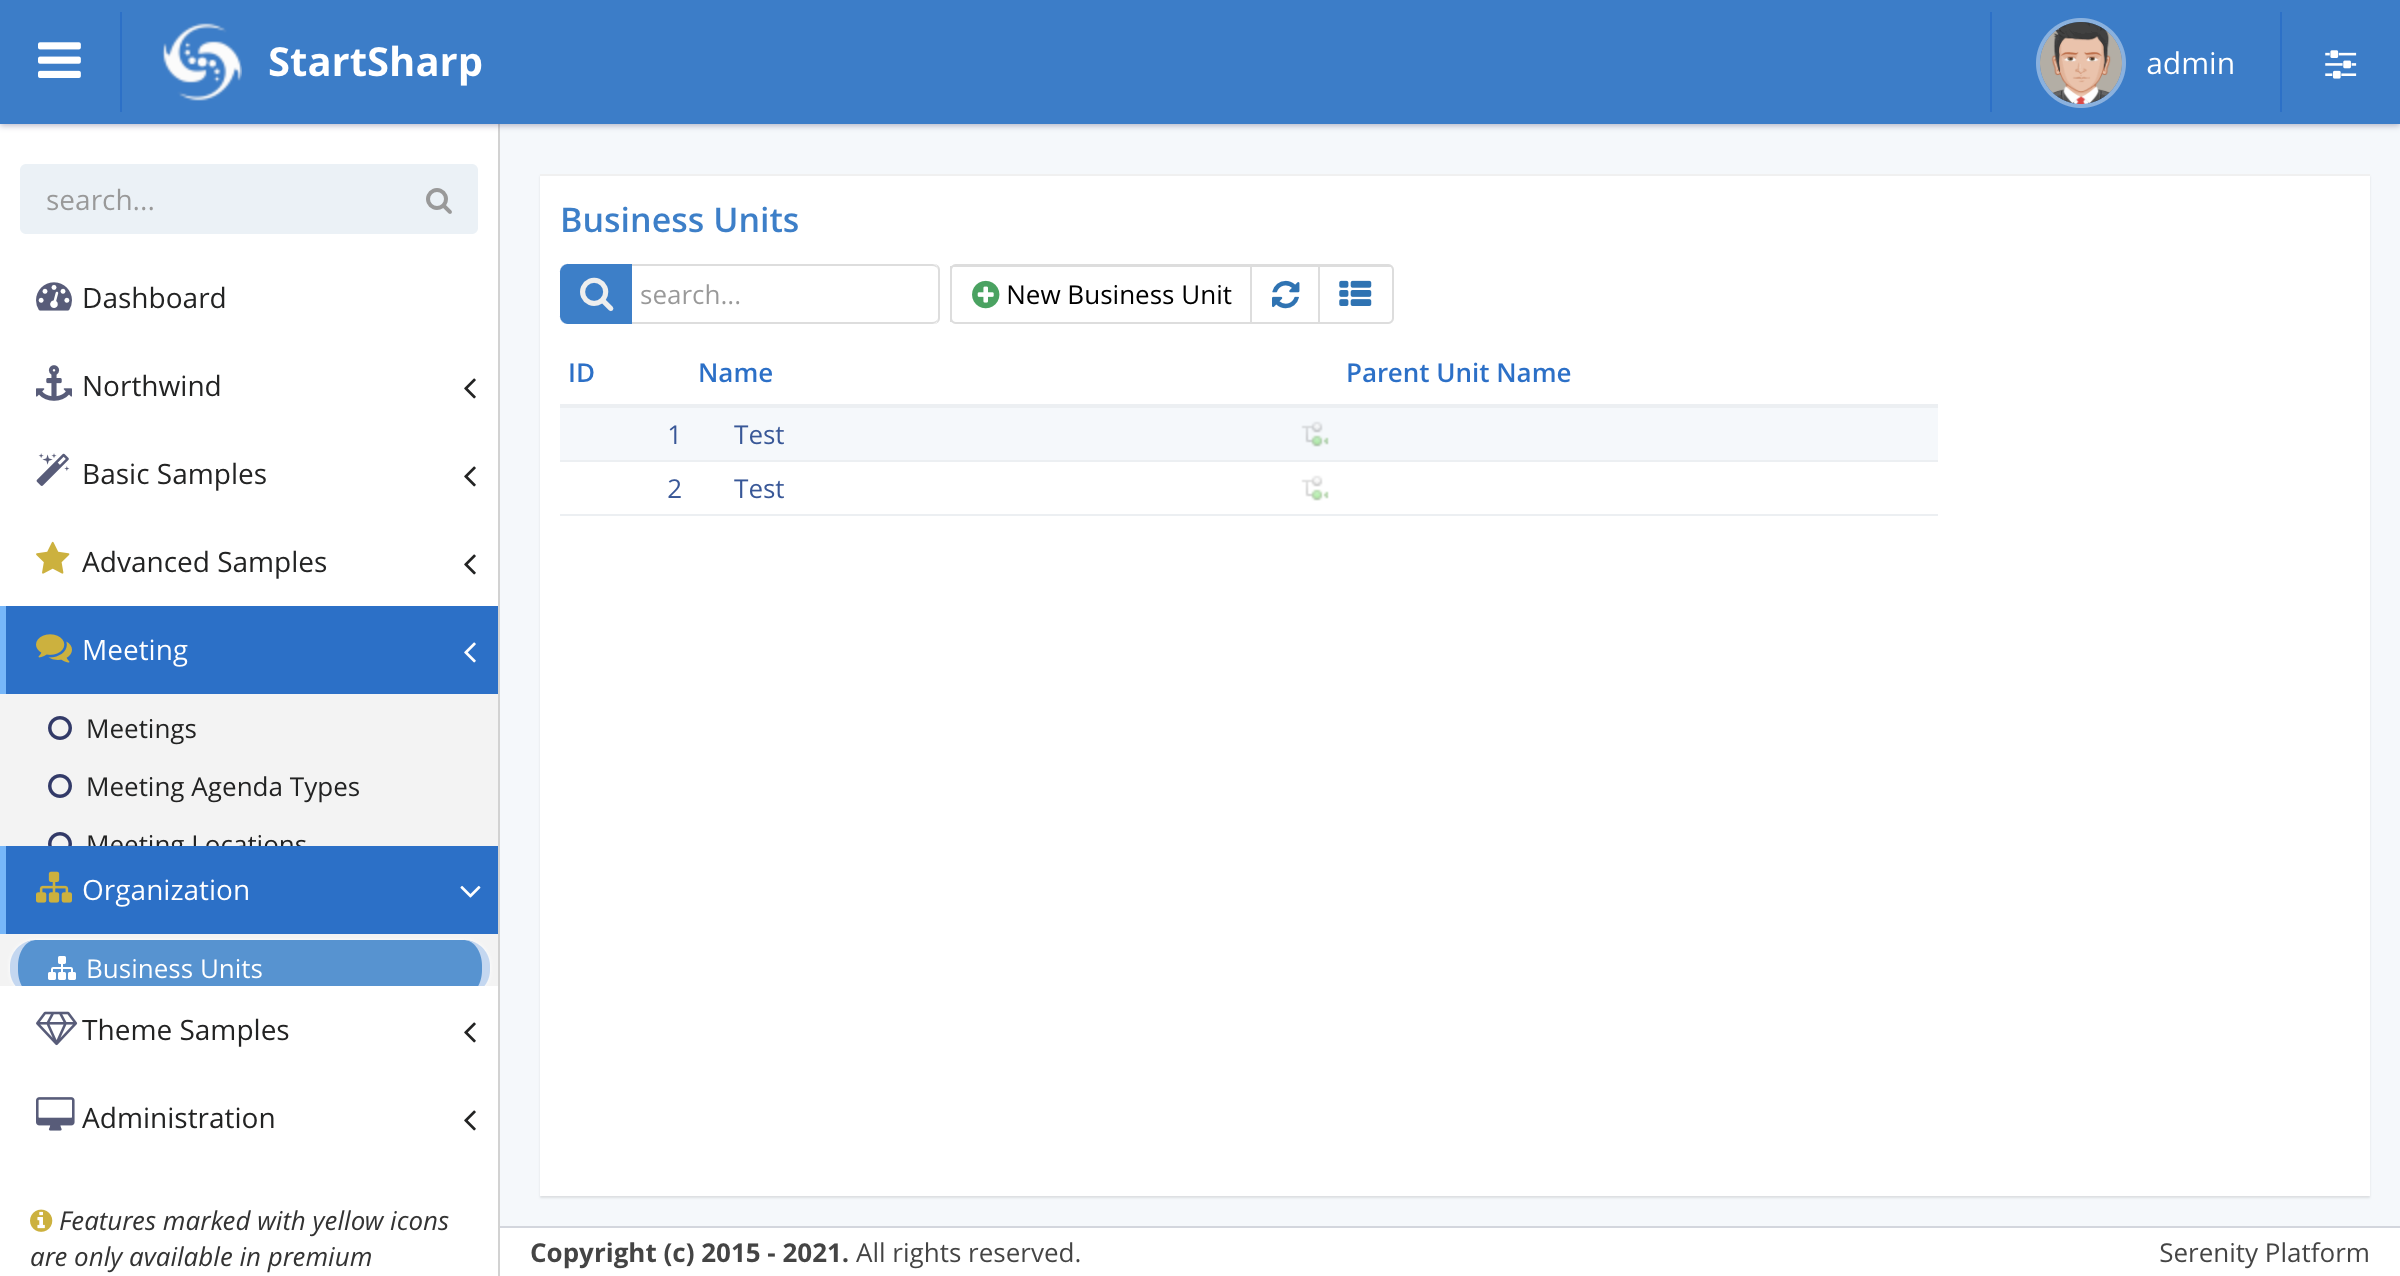 StartSharp
admin
search...
Dashboard
Northwind
Basic Samples
Advanced Samples
Meeting
Meetings
Meeting Agenda Types
Meeting Locations
Organization
Business Units
Theme Samples
Administration
Features marked with yellow icons
are only available in premium
Business Units
search...
New Business Unit
ID Name Parent Unit Name
1 Test
2 Test
Copyright (c) 2015 - 2021. All rights reserved.
Serenity Platform